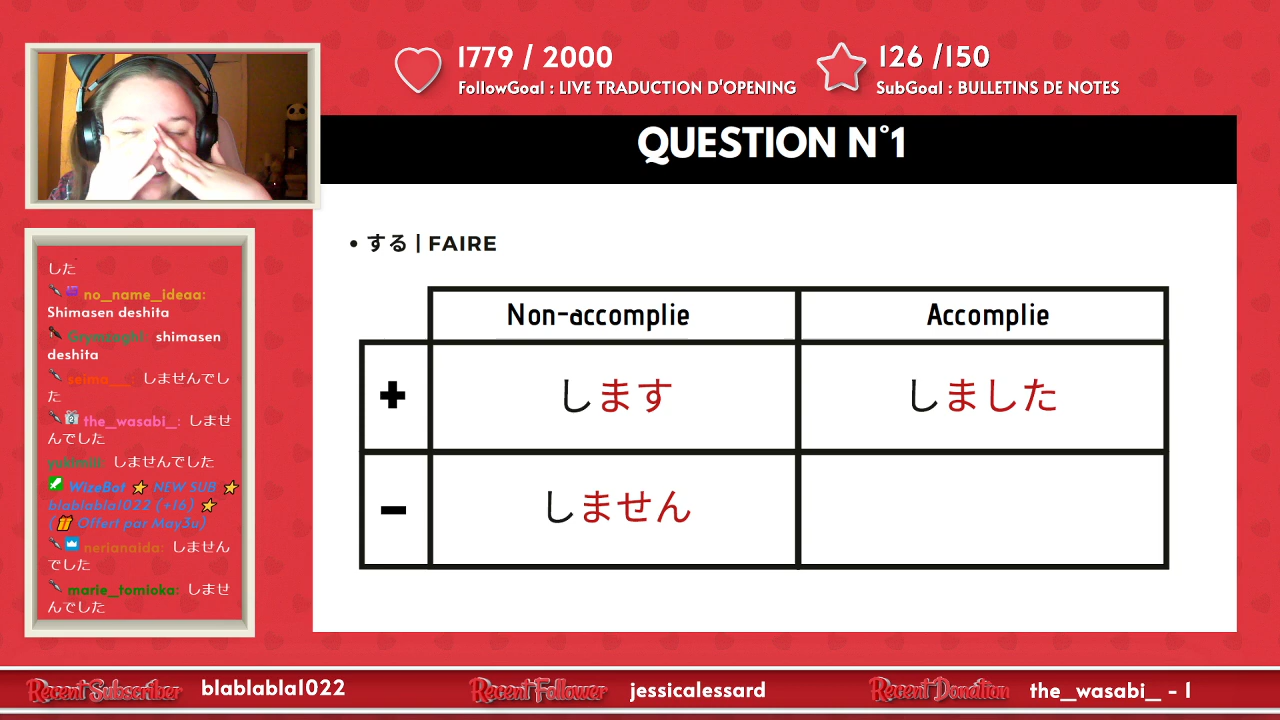 1779 / 2000
FollowGoal : LIVE TRADUCTION D'OPENING
126 /150
SubGoal : BULLETINS DE NOTES
QUESTION N°1
• する | FAIRE
Non-accomplie
Accomplie
+
します
しました
-
しません
した
no_name_ideaa:
Shimasen deshita
Grymzaghi: shimasen
deshita
seima___: しませんでし
た
the_wasabi_: しませ
んでした
しませんでした
WizeBot ⭐ NEW SUB ⭐
blablabla1022 (+16) ⭐
(🎁 Offert par May3u)
nerianalda: しません
でした
marie_tomioka: しませ
んでした
Recent Subscriber
blablabla1022
Recent Follower
jessicalessard
Recent Donation
the_wasabi_ - 1